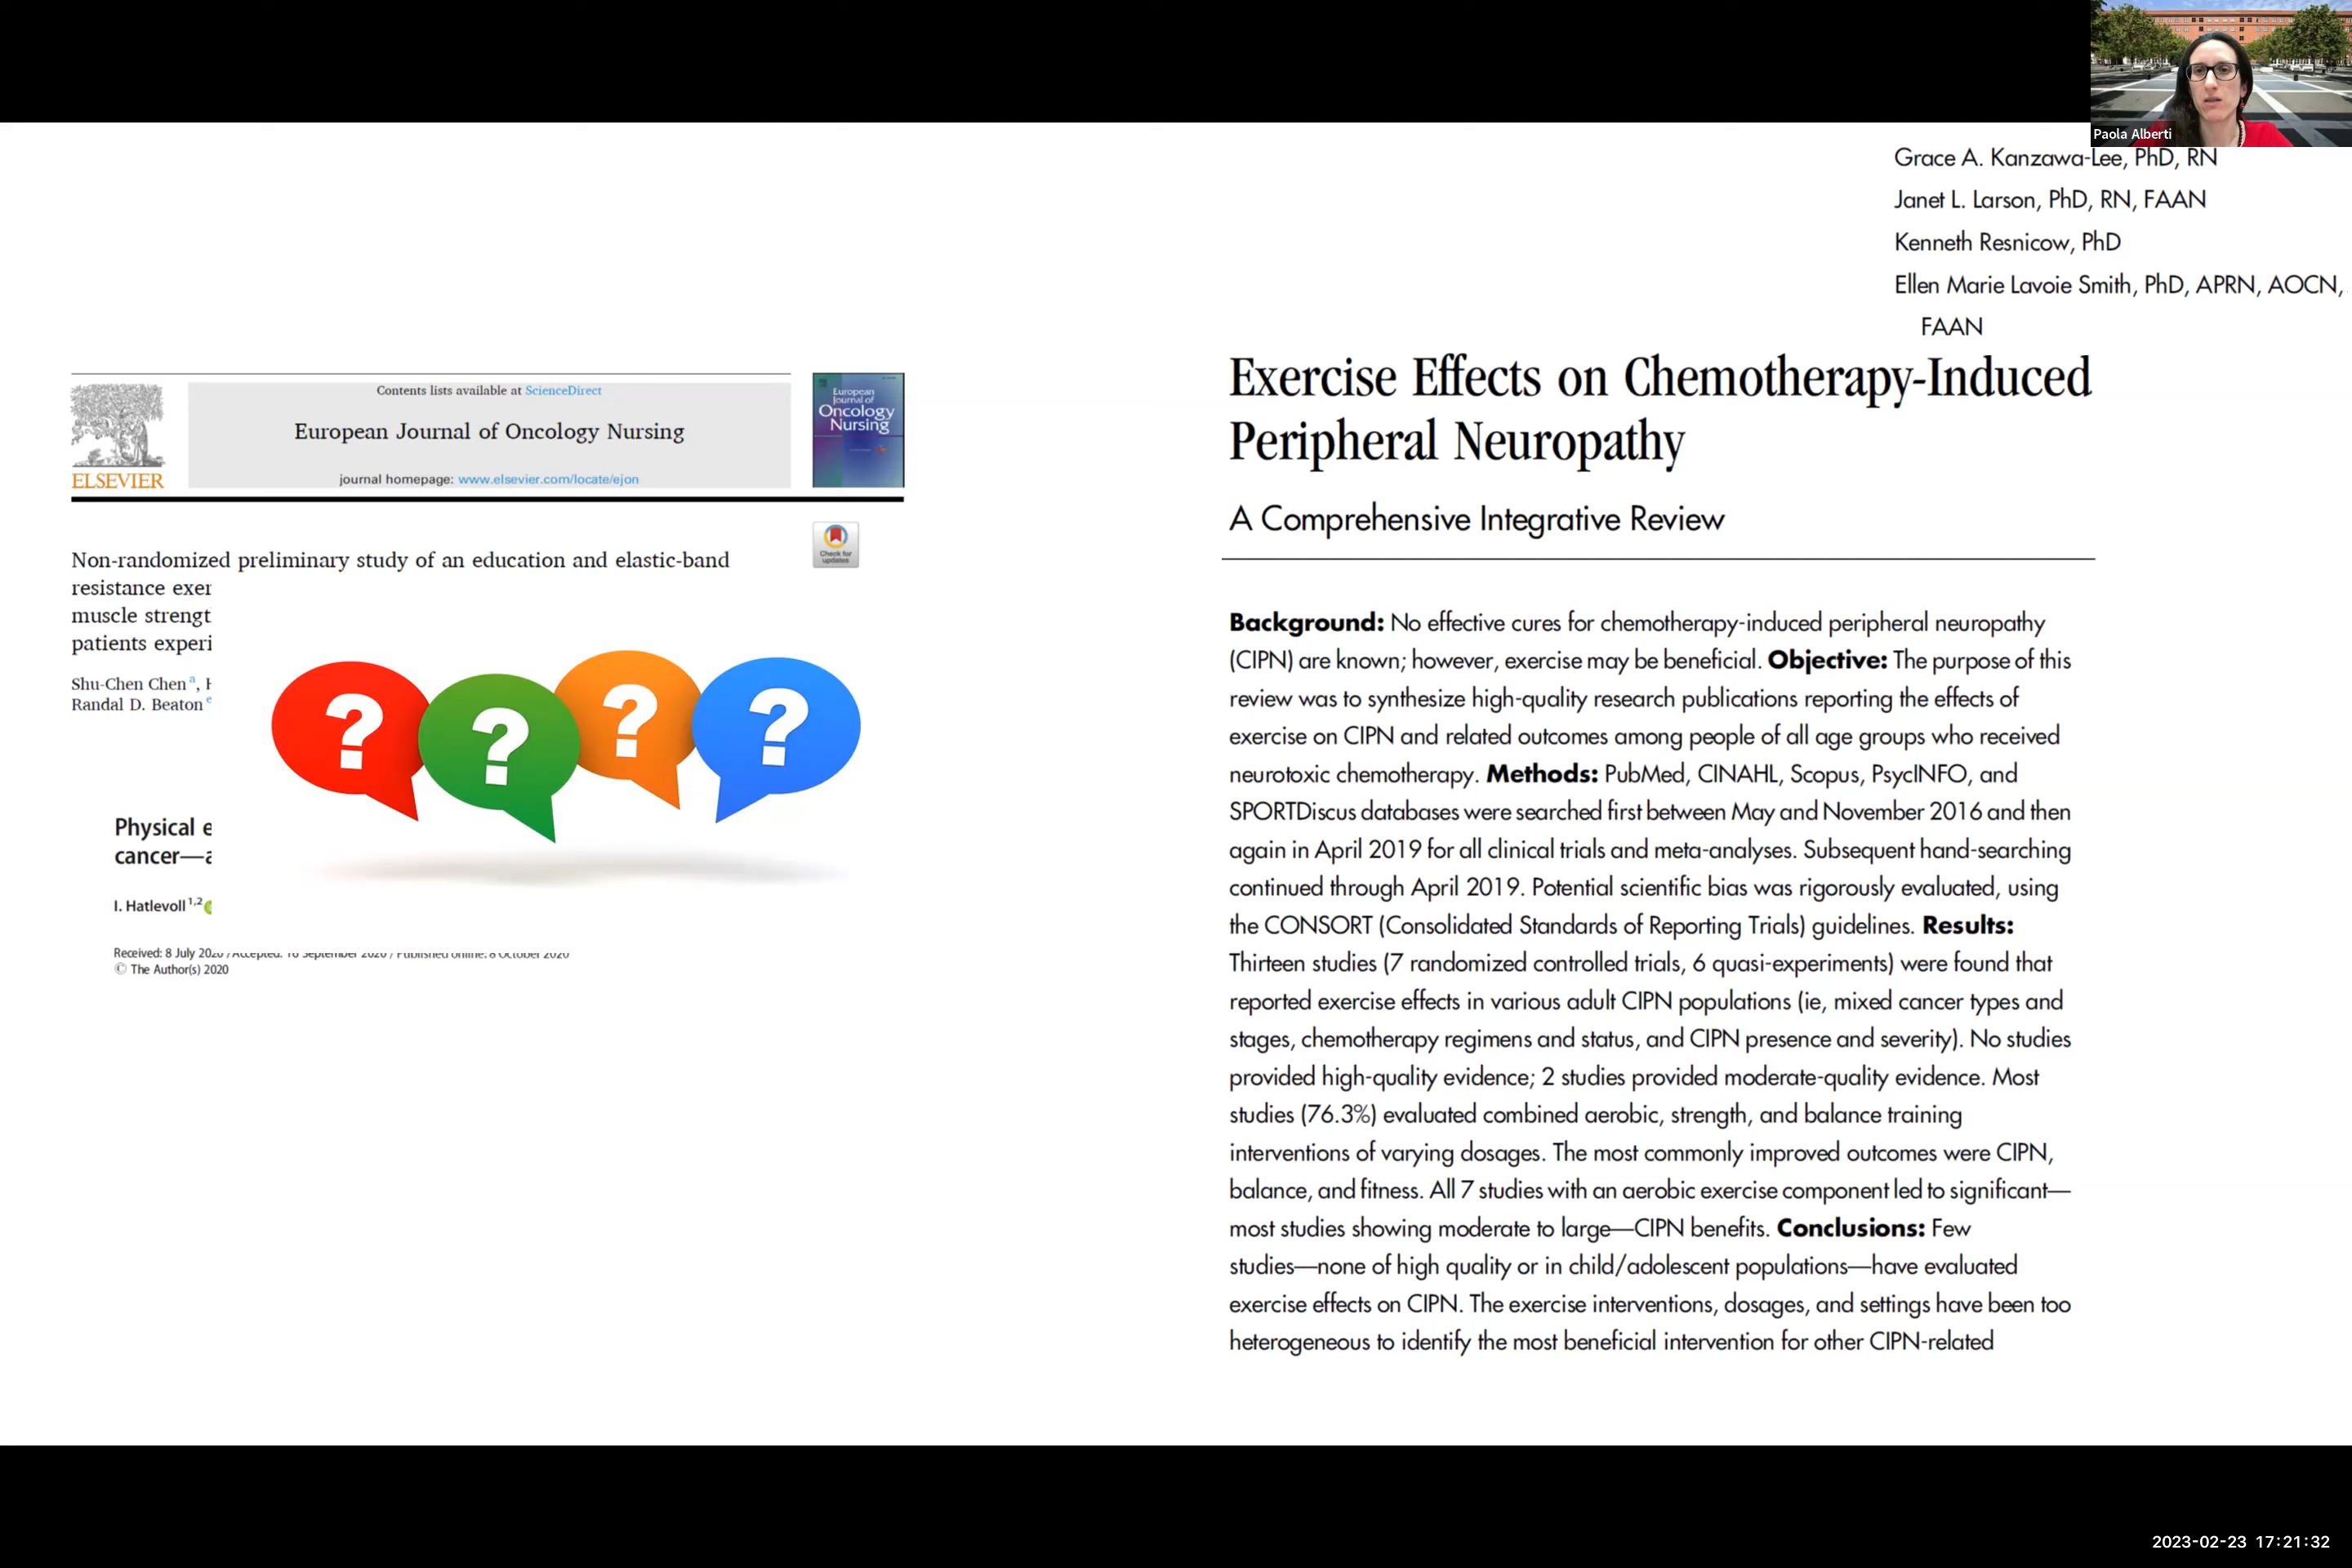 Paola Alberti
Grace A. Kanzawa-Lee, PhD, RN
Janet L. Larson, PhD, RN, FAAN
Kenneth Resnicow, PhD
Ellen Marie Lavoie Smith, PhD, APRN, AOCN,
FAAN
Contents lists available at ScienceDirect
European Journal of Oncology Nursing
journal homepage: www.elsevier.com/locate/ejon
ELSEVIER
European
Journal of
Oncology
Nursing
Check for
updates
Non-randomized preliminary study of an education and elastic-band
resistance exer
muscle strengt
patients experi
Shu-Chen Chen a, H
Randal D. Beaton e
? ? ? ?
Physical e
cancer—a
I. Hatlevoll 1,2
Received: 8 July 2020 / Accepted: 16 September 2020 / Published online: 8 October 2020
© The Author(s) 2020
Exercise Effects on Chemotherapy-Induced
Peripheral Neuropathy
A Comprehensive Integrative Review
Background: No effective cures for chemotherapy-induced peripheral neuropathy
(CIPN) are known; however, exercise may be beneficial. Objective: The purpose of this
review was to synthesize high-quality research publications reporting the effects of
exercise on CIPN and related outcomes among people of all age groups who received
neurotoxic chemotherapy. Methods: PubMed, CINAHL, Scopus, PsycINFO, and
SPORTDiscus databases were searched first between May and November 2016 and then
again in April 2019 for all clinical trials and meta-analyses. Subsequent hand-searching
continued through April 2019. Potential scientific bias was rigorously evaluated, using
the CONSORT (Consolidated Standards of Reporting Trials) guidelines. Results:
Thirteen studies (7 randomized controlled trials, 6 quasi-experiments) were found that
reported exercise effects in various adult CIPN populations (ie, mixed cancer types and
stages, chemotherapy regimens and status, and CIPN presence and severity). No studies
provided high-quality evidence; 2 studies provided moderate-quality evidence. Most
studies (76.3%) evaluated combined aerobic, strength, and balance training
interventions of varying dosages. The most commonly improved outcomes were CIPN,
balance, and fitness. All 7 studies with an aerobic exercise component led to significant—
most studies showing moderate to large—CIPN benefits. Conclusions: Few
studies—none of high quality or in child/adolescent populations—have evaluated
exercise effects on CIPN. The exercise interventions, dosages, and settings have been too
heterogeneous to identify the most beneficial intervention for other CIPN-related
2023-02-23 17:21:32